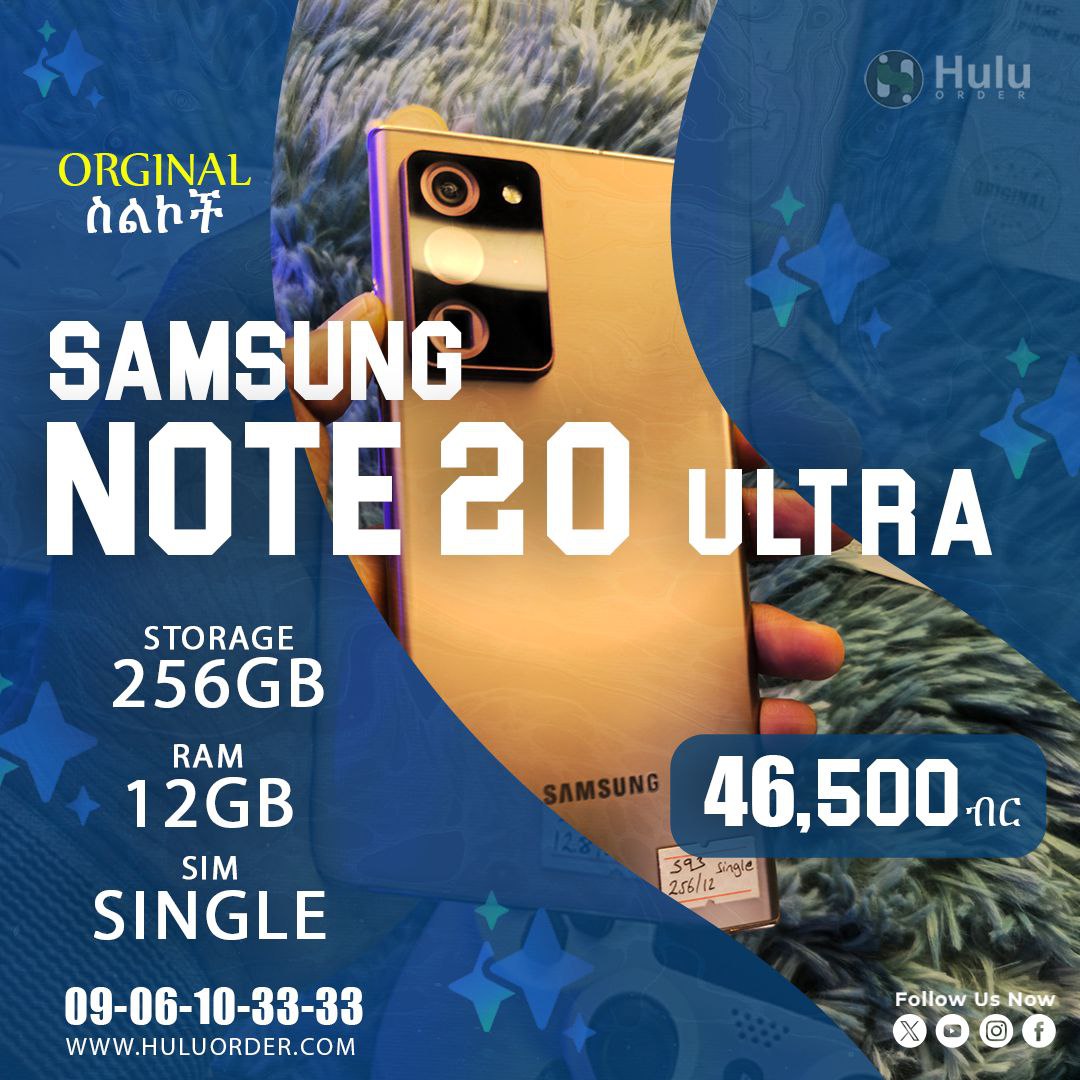 Hulu
ORDER
ORGINAL
ስልኮች
SAMSUNG
NOTE 20 ULTRA
STORAGE
256GB
RAM
12GB
SIM
SINGLE
SAMSUNG
46,500 ብር
S93 single
256/12
09-06-10-33-33
WWW.HULUORDER.COM
Follow Us Now